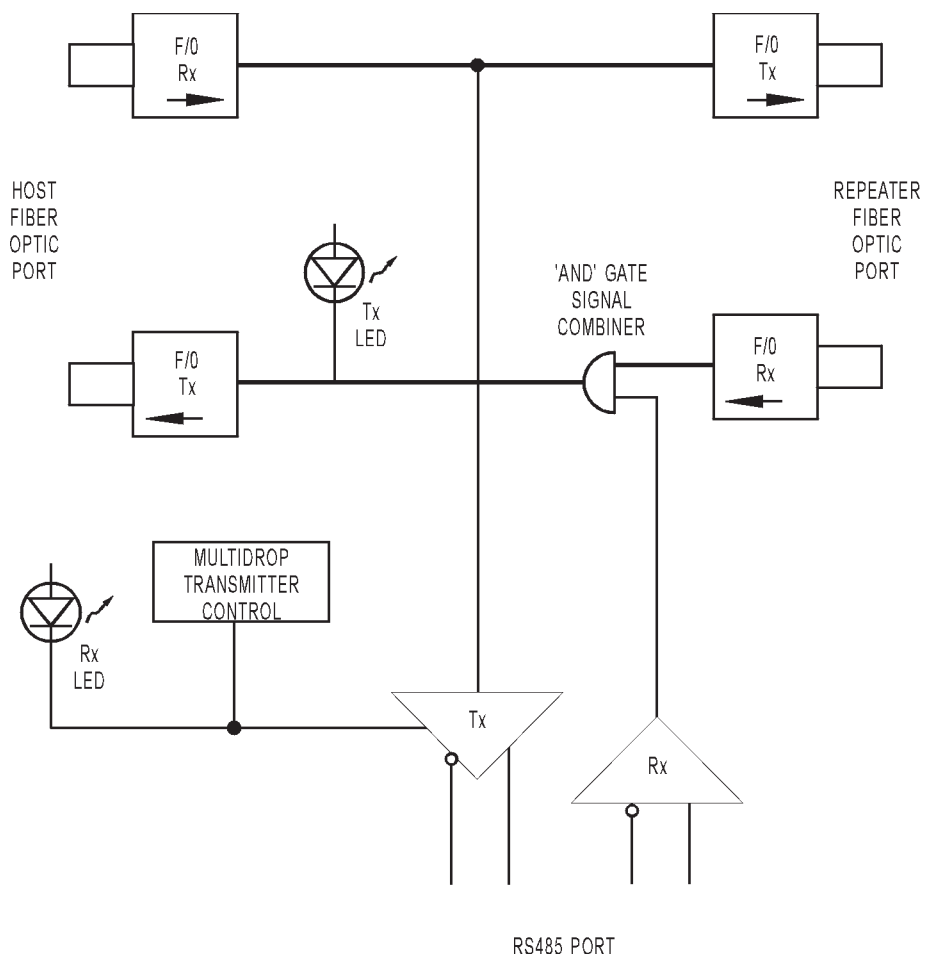 F/O
Rx
F/O
Tx
HOST
FIBER
OPTIC
PORT
REPEATER
FIBER
OPTIC
PORT
Tx
LED
'AND' GATE
SIGNAL
COMBINER
F/O
Tx
F/O
Rx
MULTIDROP
TRANSMITTER
CONTROL
Rx
LED
Tx
Rx
RS485 PORT